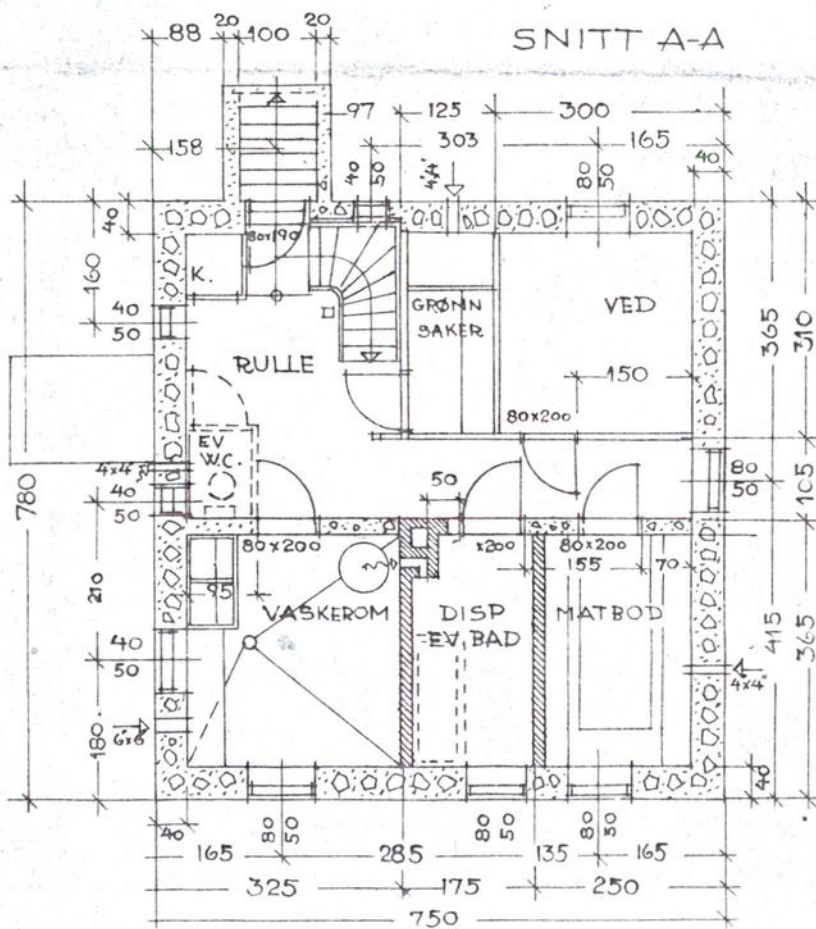 SNITT A-A
88
20
100
20
97
125
300
158
303
165
40
40
50
4x4"
80
50
40
160
80x190
K.
GRØNN
SAKER
VED
40
50
RULLE
150
365
310
80x200
EV
W.C.
4x4"
780
40
50
50
80
50
105
80x200
x200
80x200
155
70
95
210
VASKEROM
DISP
EV. BAD
MATBOD
415
365
40
50
4x4"
180
6"x6"
40
40
80
50
80
50
80
50
165
285
135
165
325
175
250
750